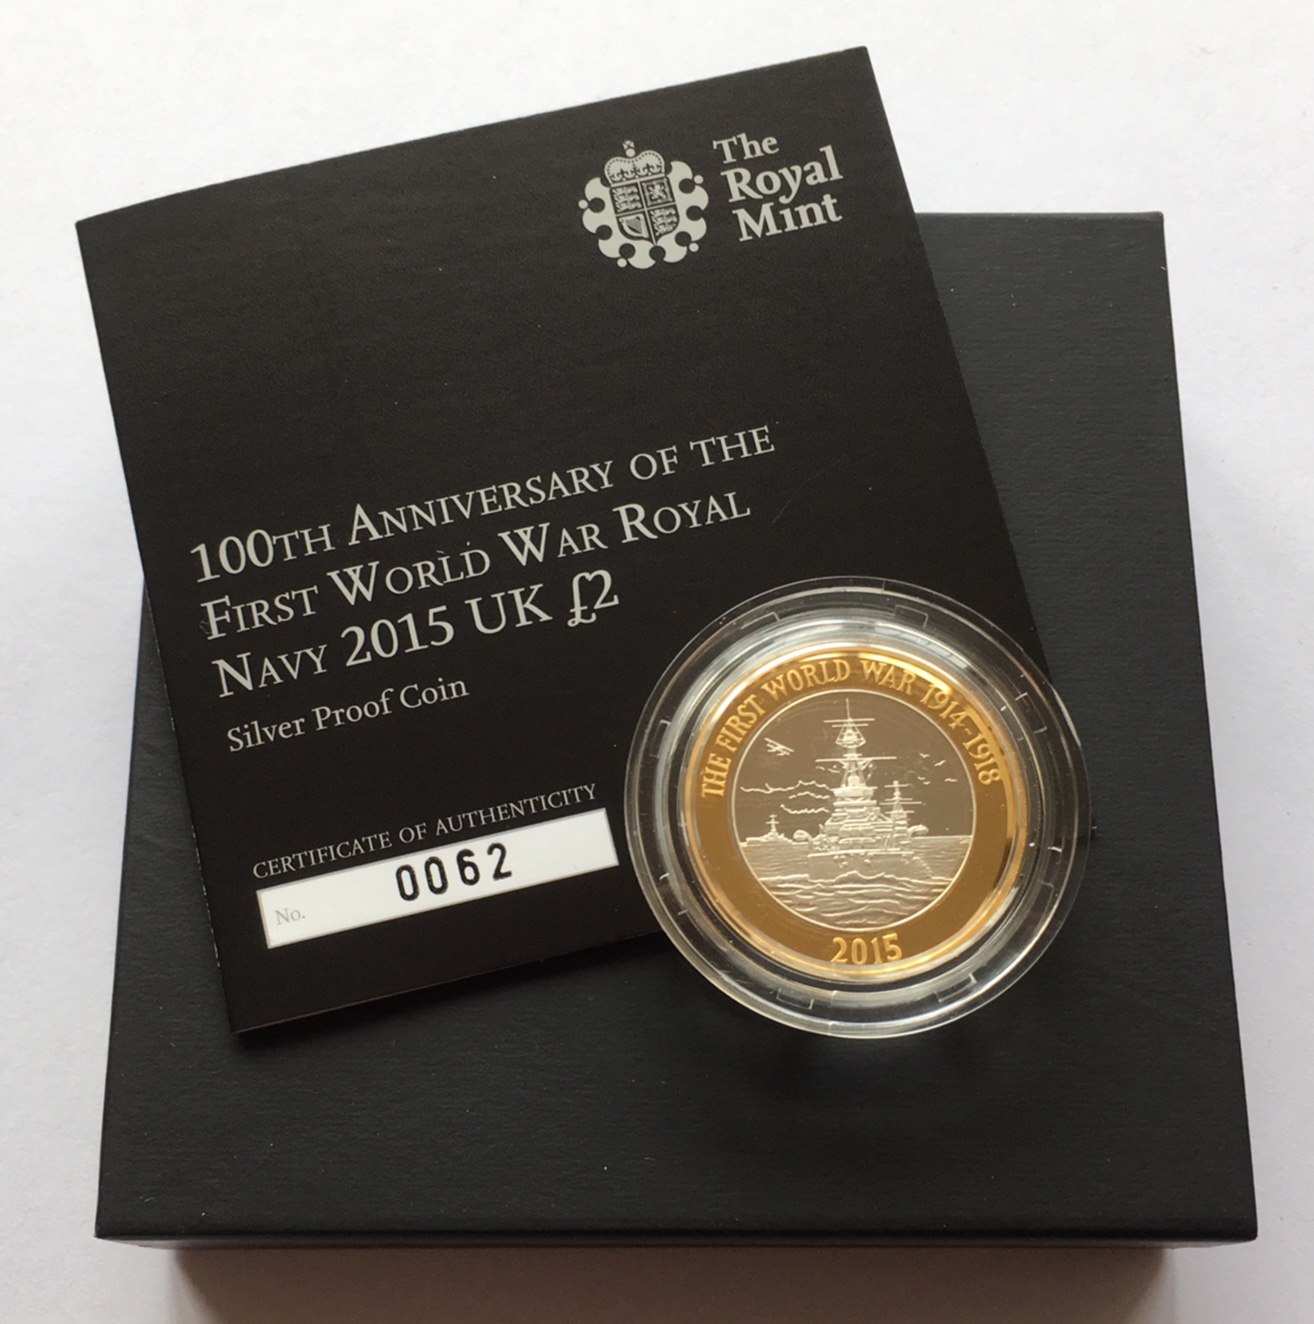 The
Royal
Mint
100TH ANNIVERSARY OF THE
FIRST WORLD WAR ROYAL
NAVY 2015 UK £2
Silver Proof Coin
CERTIFICATE OF AUTHENTICITY
No. 0062
THE FIRST WORLD WAR 1914-1918
2015